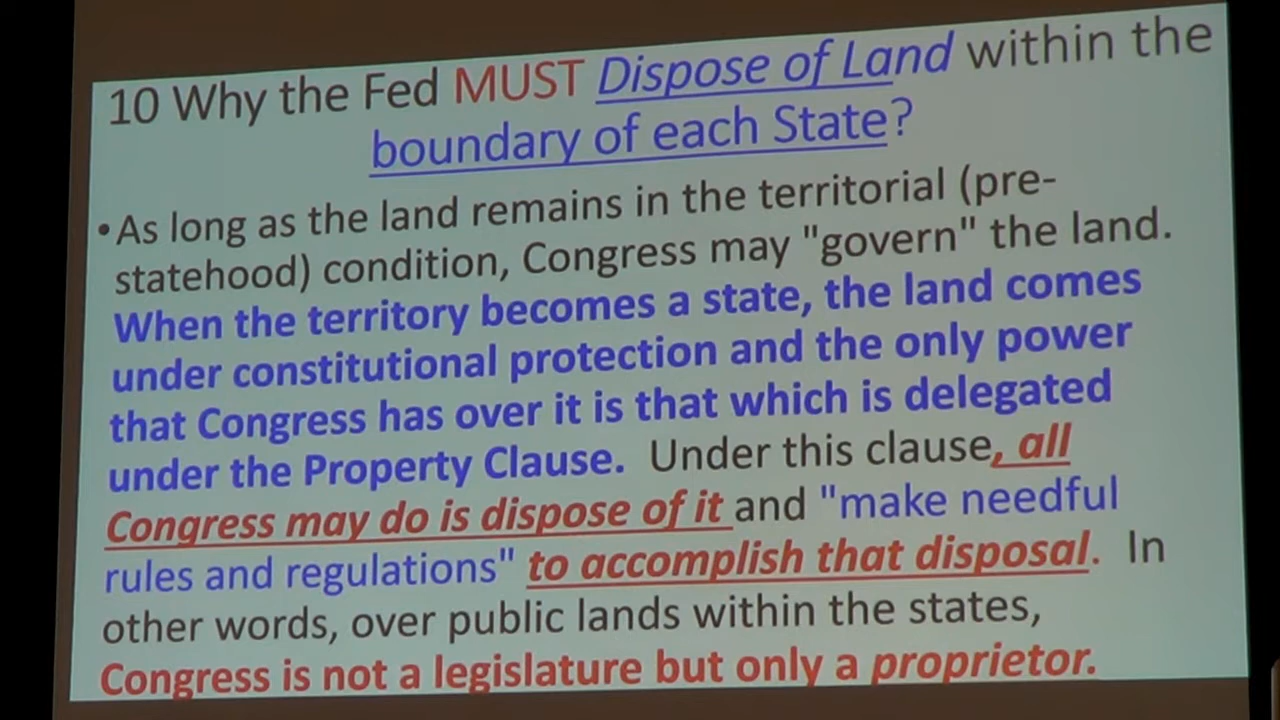 10 Why the Fed MUST Dispose of Land within the
boundary of each State?
•As long as the land remains in the territorial (pre-
statehood) condition, Congress may "govern" the land.
When the territory becomes a state, the land comes
under constitutional protection and the only power
that Congress has over it is that which is delegated
under the Property Clause. Under this clause, all
Congress may do is dispose of it and "make needful
rules and regulations" to accomplish that disposal. In
other words, over public lands within the states,
Congress is not a legislature but only a proprietor.